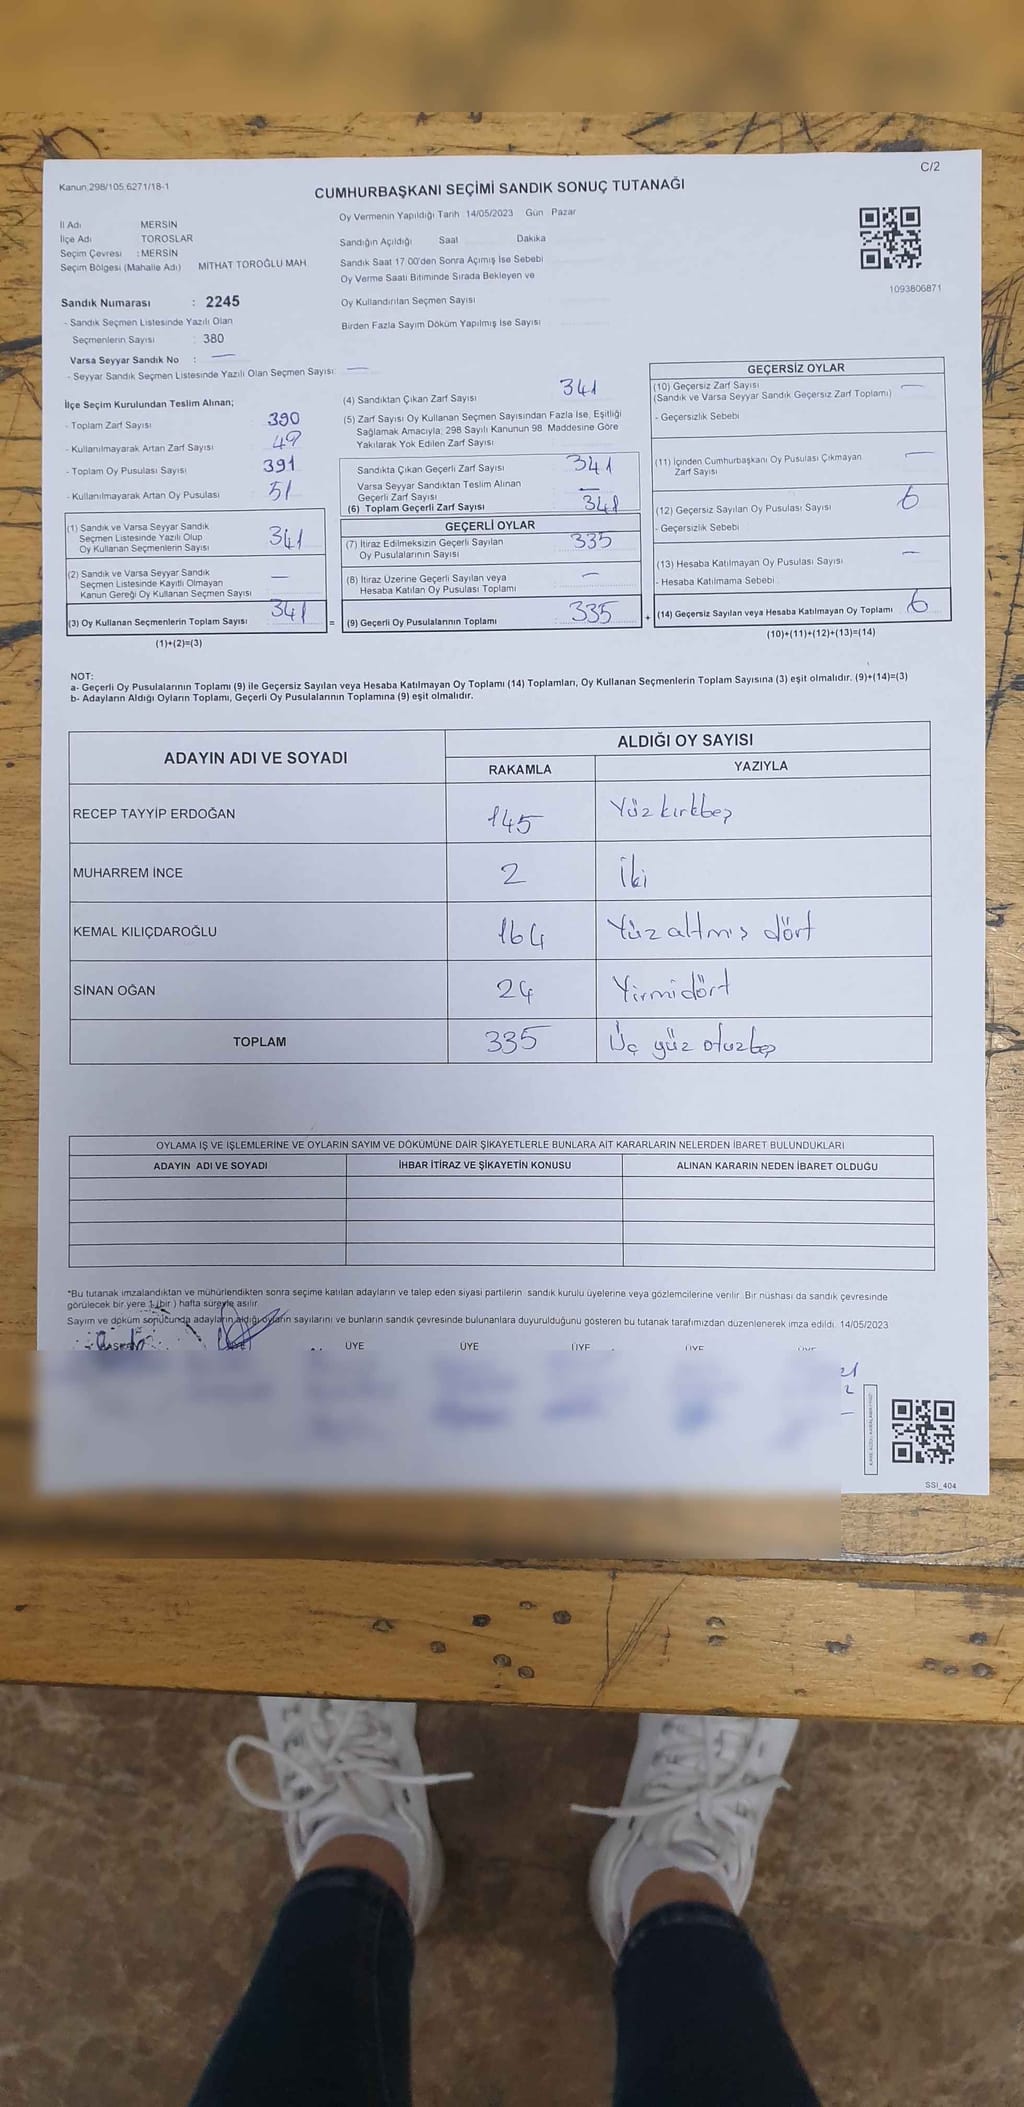 C/2
Kanun.298/105.6271/18-1
CUMHURBAŞKANI SEÇİMİ SANDIK SONUÇ TUTANAĞI
İl Adı MERSİN
İlçe Adı TOROSLAR
Seçim Çevresi : MERSİN
Seçim Bölgesi (Mahalle Adı) MİTHAT TOROĞLU MAH.
Sandık Numarası : 2245
- Sandık Seçmen Listesinde Yazılı Olan
Seçmenlerin Sayısı : 380
Varsa Seyyar Sandık No : —
- Seyyar Sandık Seçmen Listesinde Yazılı Olan Seçmen Sayısı: —
Oy Vermenin Yapıldığı Tarih 14/05/2023 Gün Pazar
Sandığın Açıldığı Saat Dakika
Sandık Saat 17.00'den Sonra Açımış İse Sebebi
Oy Verme Saati Bitiminde Sırada Bekleyen ve
Oy Kullandırılan Seçmen Sayısı
Birden Fazla Sayım Döküm Yapılmış İse Sayısı
1093806871
İlçe Seçim Kurulundan Teslim Alınan;
- Toplam Zarf Sayısı 390
- Kullanılmayarak Artan Zarf Sayısı 49
- Toplam Oy Pusulası Sayısı 391
- Kullanılmayarak Artan Oy Pusulası 51
(1) Sandık ve Varsa Seyyar Sandık
Seçmen Listesinde Yazılı Olup
Oy Kullanan Seçmenlerin Sayısı 341
(2) Sandık ve Varsa Seyyar Sandık
Seçmen Listesinde Kayıtlı Olmayan
Kanun Gereği Oy Kullanan Seçmen Sayısı —
(3) Oy Kullanan Seçmenlerin Toplam Sayısı 341 =
(1)+(2)=(3)
(4) Sandıktan Çıkan Zarf Sayısı 341
(5) Zarf Sayısı Oy Kullanan Seçmen Sayısından Fazla İse, Eşitliği
Sağlamak Amacıyla; 298 Sayılı Kanunun 98. Maddesine Göre
Yakılarak Yok Edilen Zarf Sayısı
Sandıkta Çıkan Geçerli Zarf Sayısı 341
Varsa Seyyar Sandıktan Teslim Alınan
Geçerli Zarf Sayısı —
(6) Toplam Geçerli Zarf Sayısı
GEÇERLİ OYLAR
(7) İtiraz Edilmeksizin Geçerli Sayılan
Oy Pusulalarının Sayısı 335
(8) İtiraz Üzerine Geçerli Sayılan veya
Hesaba Katılan Oy Pusulası Toplamı —
(9) Geçerli Oy Pusulalarının Toplamı 335 +
GEÇERSİZ OYLAR
(10) Geçersiz Zarf Sayısı —
(Sandık ve Varsa Seyyar Sandık Geçersiz Zarf Toplamı)
- Geçersizlik Sebebi
(11) İçinden Cumhurbaşkanı Oy Pusulası Çıkmayan
Zarf Sayısı —
(12) Geçersiz Sayılan Oy Pusulası Sayısı 6
- Geçersizlik Sebebi
(13) Hesaba Katılmayan Oy Pusulası Sayısı —
- Hesaba Katılmama Sebebi
(14) Geçersiz Sayılan veya Hesaba Katılmayan Oy Toplamı 6
(10)+(11)+(12)+(13)=(14)
NOT:
a- Geçerli Oy Pusulalarının Toplamı (9) ile Geçersiz Sayılan veya Hesaba Katılmayan Oy Toplamı (14) Toplamları, Oy Kullanan Seçmenlerin Toplam Sayısına (3) eşit olmalıdır. (9)+(14)=(3)
b- Adayların Aldığı Oyların Toplamı, Geçerli Oy Pusulalarının Toplamına (9) eşit olmalıdır.
ADAYIN ADI VE SOYADI ALDIĞI OY SAYISI
RAKAMLA YAZIYLA
RECEP TAYYİP ERDOĞAN 145 Yüz kırkbeş
MUHARREM İNCE 2 İki
KEMAL KILIÇDAROĞLU 164 Yüz altmış dört
SİNAN OĞAN 24 Yirmidört
TOPLAM 335 Üç yüz otuzbeş
OYLAMA İŞ VE İŞLEMLERİNE VE OYLARIN SAYIM VE DÖKÜMÜNE DAİR ŞİKAYETLERLE BUNLARA AİT KARARLARIN NELERDEN İBARET BULUNDUKLARI
ADAYIN ADI VE SOYADI İHBAR İTİRAZ VE ŞİKAYETİN KONUSU ALINAN KARARIN NEDEN İBARET OLDUĞU
*Bu tutanak imzalandıktan ve mühürlendikten sonra seçime katılan adayların ve talep eden siyasi partilerin sandık kurulu üyelerine veya gözlemcilerine verilir. Bir nüshası da sandık çevresinde
görülecek bir yere 1 (bir ) hafta süreyle asılır.
Sayım ve döküm sonucunda adayların aldığı oyların sayılarını ve bunların sandık çevresinde bulunanlara duyurulduğunu gösteren bu tutanak tarafımızdan düzenlenerek imza edildi. 14/05/2023
ÜYE ÜYE ÜYE ÜYE
SSI_404